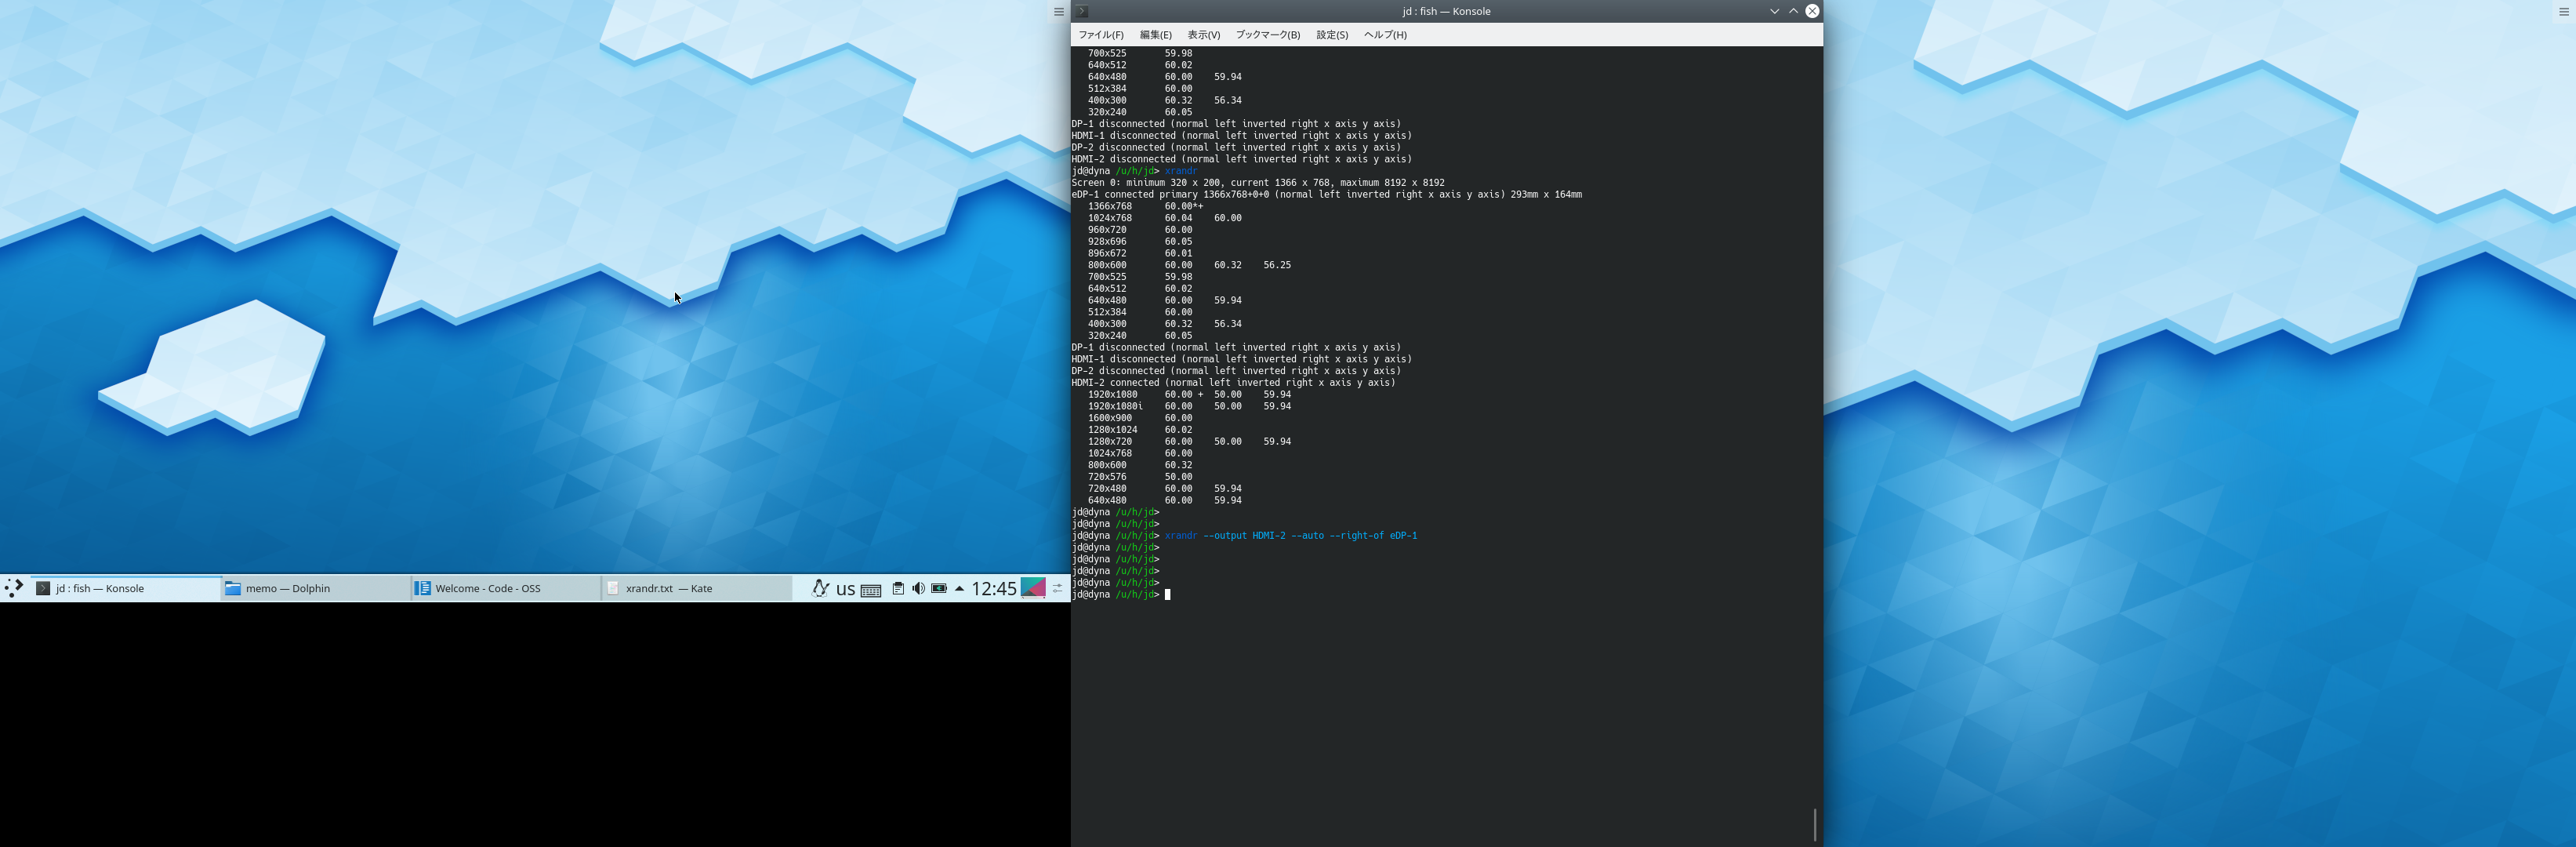 jd : fish — Konsole
ファイル(F) 編集(E) 表示(V) ブックマーク(B) 設定(S) ヘルプ(H)
700x525 59.98
640x512 60.02
640x480 60.00 59.94
512x384 60.00
400x300 60.32 56.34
320x240 60.05
DP-1 disconnected (normal left inverted right x axis y axis)
HDMI-1 disconnected (normal left inverted right x axis y axis)
DP-2 disconnected (normal left inverted right x axis y axis)
HDMI-2 disconnected (normal left inverted right x axis y axis)
jd@dyna /u/h/jd> xrandr
Screen 0: minimum 320 x 200, current 1366 x 768, maximum 8192 x 8192
eDP-1 connected primary 1366x768+0+0 (normal left inverted right x axis y axis) 293mm x 164mm
1366x768 60.00*+
1024x768 60.04 60.00
960x720 60.00
928x696 60.05
896x672 60.01
800x600 60.00 60.32 56.25
700x525 59.98
640x512 60.02
640x480 60.00 59.94
512x384 60.00
400x300 60.32 56.34
320x240 60.05
DP-1 disconnected (normal left inverted right x axis y axis)
HDMI-1 disconnected (normal left inverted right x axis y axis)
DP-2 disconnected (normal left inverted right x axis y axis)
HDMI-2 connected (normal left inverted right x axis y axis)
1920x1080 60.00 + 50.00 59.94
1920x1080i 60.00 50.00 59.94
1600x900 60.00
1280x1024 60.02
1280x720 60.00 50.00 59.94
1024x768 60.00
800x600 60.32
720x576 50.00
720x480 60.00 59.94
640x480 60.00 59.94
jd@dyna /u/h/jd>
jd@dyna /u/h/jd>
jd@dyna /u/h/jd> xrandr --output HDMI-2 --auto --right-of eDP-1
jd@dyna /u/h/jd>
jd@dyna /u/h/jd>
jd@dyna /u/h/jd>
jd@dyna /u/h/jd>
jd@dyna /u/h/jd>
jd : fish — Konsole memo — Dolphin Welcome - Code - OSS xrandr.txt — Kate us 12:45